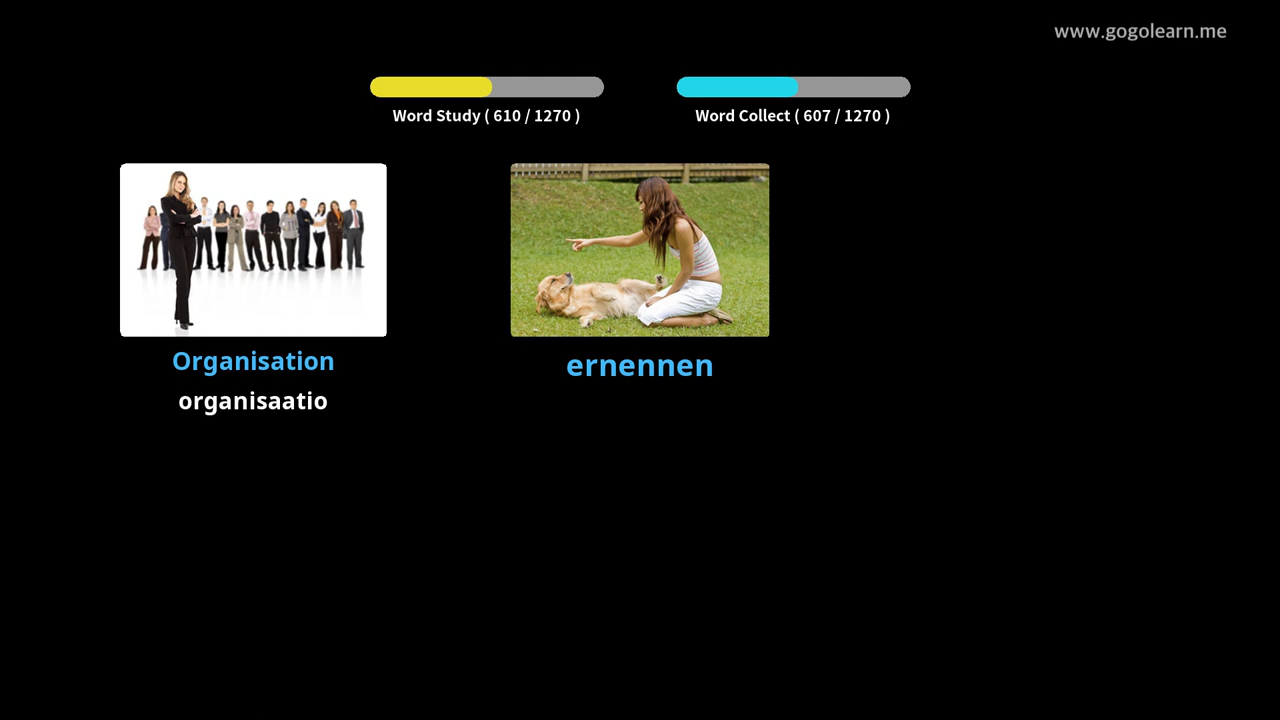 www.gogolearn.me
Word Study ( 610 / 1270 )
Word Collect ( 607 / 1270 )
Organisation
organisaatio
ernennen